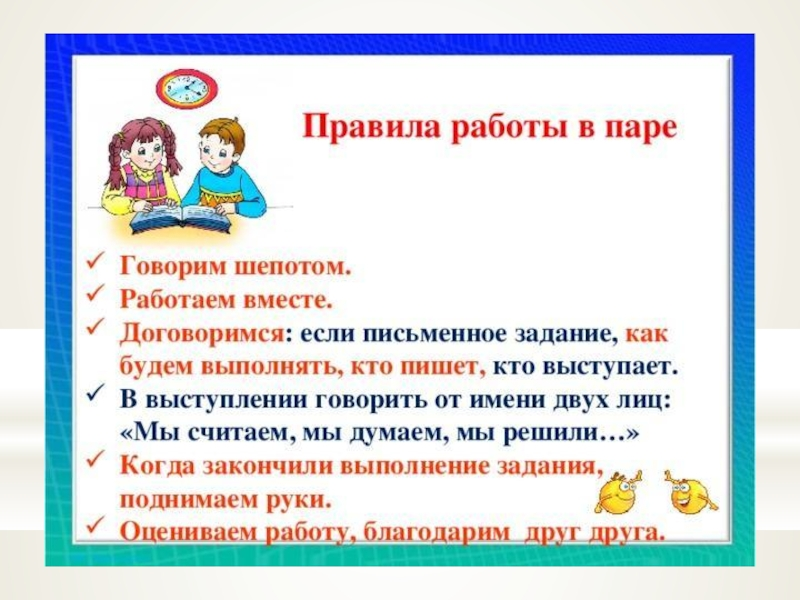 Правила работы в паре
Говорим шепотом.
Работаем вместе.
Договоримся: если письменное задание, как
будем выполнять, кто пишет, кто выступает.
В выступлении говорить от имени двух лиц:
«Мы считаем, мы думаем, мы решили…»
Когда закончили выполнение задания,
поднимаем руки.
Оцениваем работу, благодарим друг друга.